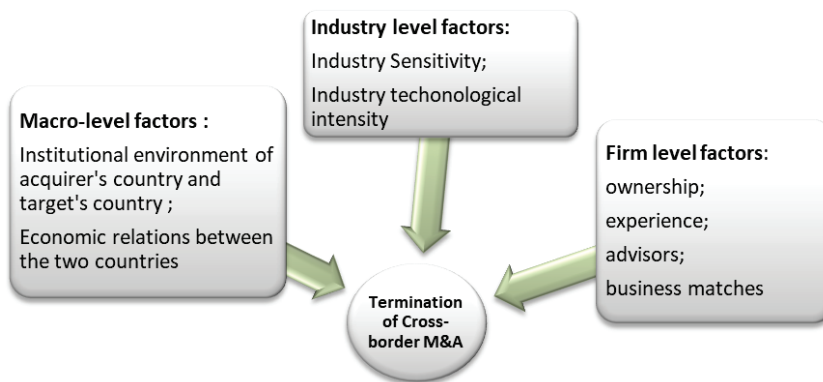 Industry level factors:
Industry Sensitivity;
Industry techonological
intensity
Macro-level factors :
Institutional environment of
acquirer's country and
target's country ;
Economic relations between
the two countries
Firm level factors:
ownership;
experience;
advisors;
business matches
Termination
of Cross-
border M&A